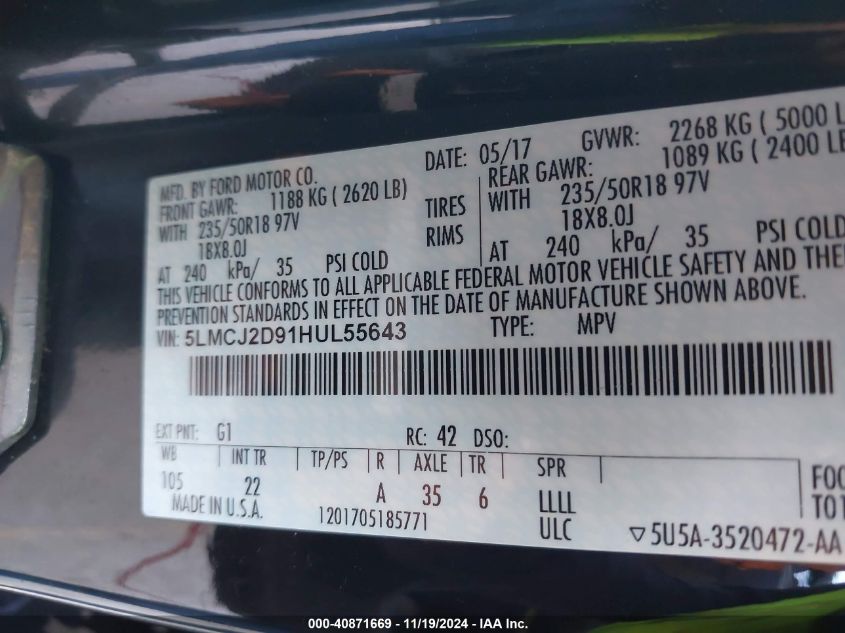 MFD. BY FORD MOTOR CO. DATE: 05/17 GVWR: 2268 KG ( 5000 L
FRONT GAWR: 1188 KG ( 2620 LB) REAR GAWR: 1089 KG ( 2400 LB
WITH 235/50R18 97V TIRES WITH 235/50R18 97V
18X8.0J RIMS 18X8.0J
AT 240 kPa/ 35 PSI COLD AT 240 kPa/ 35 PSI COLD
THIS VEHICLE CONFORMS TO ALL APPLICABLE FEDERAL MOTOR VEHICLE SAFETY AND THE
PREVENTION STANDARDS IN EFFECT ON THE DATE OF MANUFACTURE SHOWN ABOVE.
VIN: 5LMCJ2D91HUL55643 TYPE: MPV
EXT PNT: G1 RC: 42 DSO:
WB INT TR TP/PS R AXLE TR SPR
105 22 A 35 6 LLLL
MADE IN U.S.A. 1201705185771 ULC
FOC
T01
▽5U5A-3520472-AA
000-40871669 • 11/19/2024 - IAA Inc.